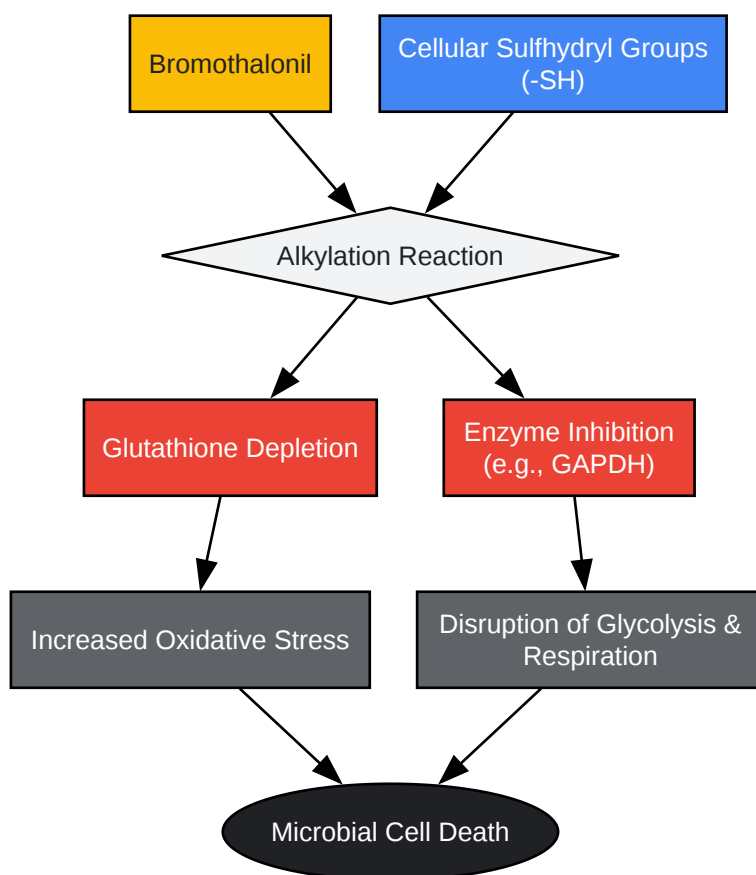 Bromothalonil
Cellular Sulfhydryl Groups
(-SH)
Alkylation Reaction
Glutathione Depletion
Enzyme Inhibition
(e.g., GAPDH)
Increased Oxidative Stress
Disruption of Glycolysis &
Respiration
Microbial Cell Death